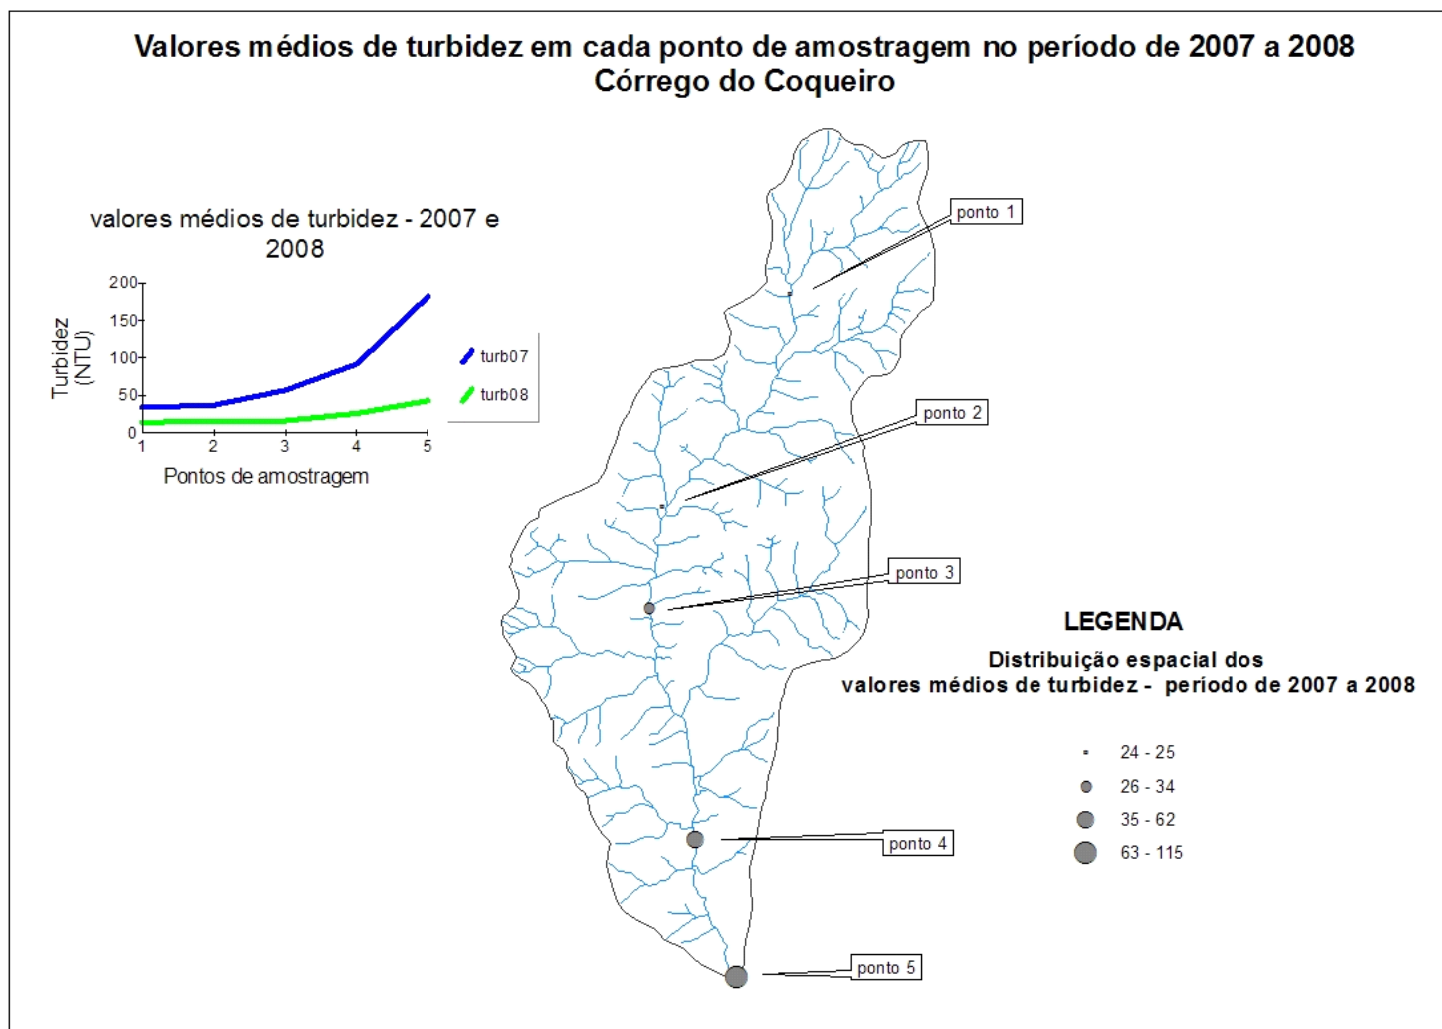 Valores médios de turbidez em cada ponto de amostragem no período de 2007 a 2008
Córrego do Coqueiro
valores médios de turbidez - 2007 e
2008
Turbidez
(NTU)
200
150
100
50
0
1 2 3 4 5
Pontos de amostragem
turb07
turb08
ponto 1
ponto 2
ponto 3
ponto 4
ponto 5
LEGENDA
Distribuição espacial dos
valores médios de turbidez - período de 2007 a 2008
24 - 25
26 - 34
35 - 62
63 - 115